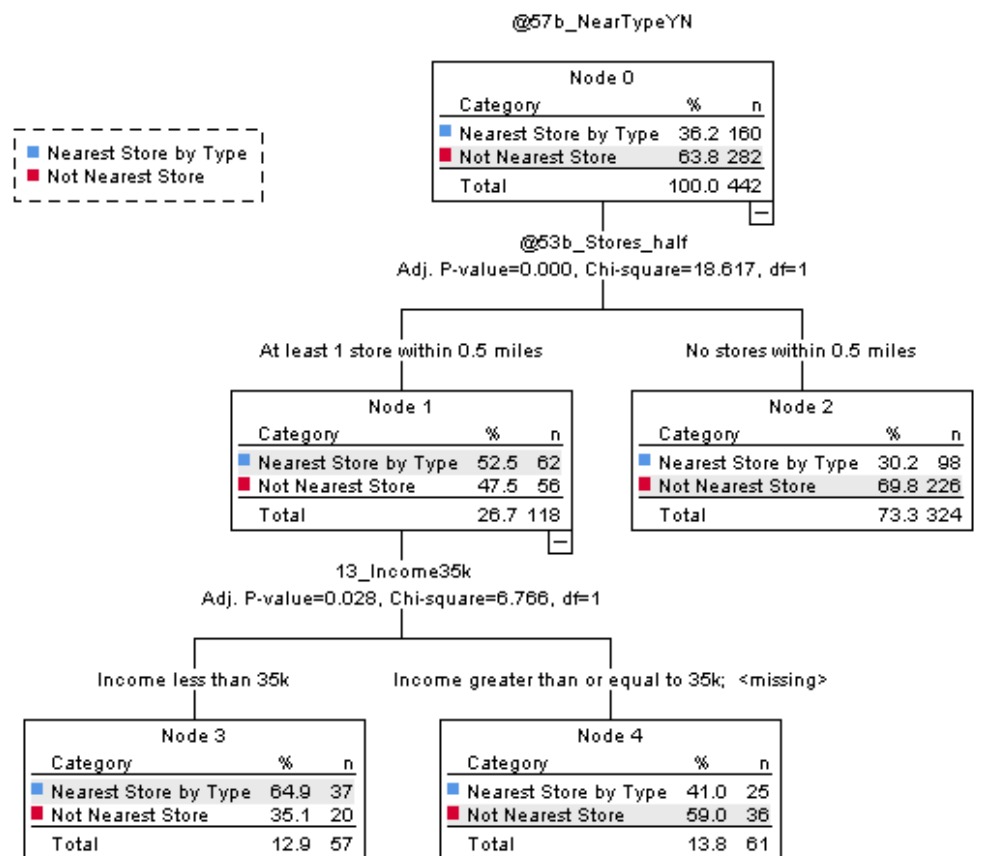 @57b_NearTypeYN
Node 0
Category % n
Nearest Store by Type 36.2 160
Not Nearest Store 63.8 282
Total 100.0 442
Nearest Store by Type
Not Nearest Store
@53b_Stores_half
Adj. P-value=0.000, Chi-square=18.617, df=1
At least 1 store within 0.5 miles
No stores within 0.5 miles
Node 1
Category % n
Nearest Store by Type 52.5 62
Not Nearest Store 47.5 56
Total 26.7 118
Node 2
Category % n
Nearest Store by Type 30.2 98
Not Nearest Store 69.8 226
Total 73.3 324
13_Income35k
Adj. P-value=0.028, Chi-square=6.766, df=1
Income less than 35k
Income greater than or equal to 35k; <missing>
Node 3
Category % n
Nearest Store by Type 64.9 37
Not Nearest Store 35.1 20
Total 12.9 57
Node 4
Category % n
Nearest Store by Type 41.0 25
Not Nearest Store 59.0 36
Total 13.8 61